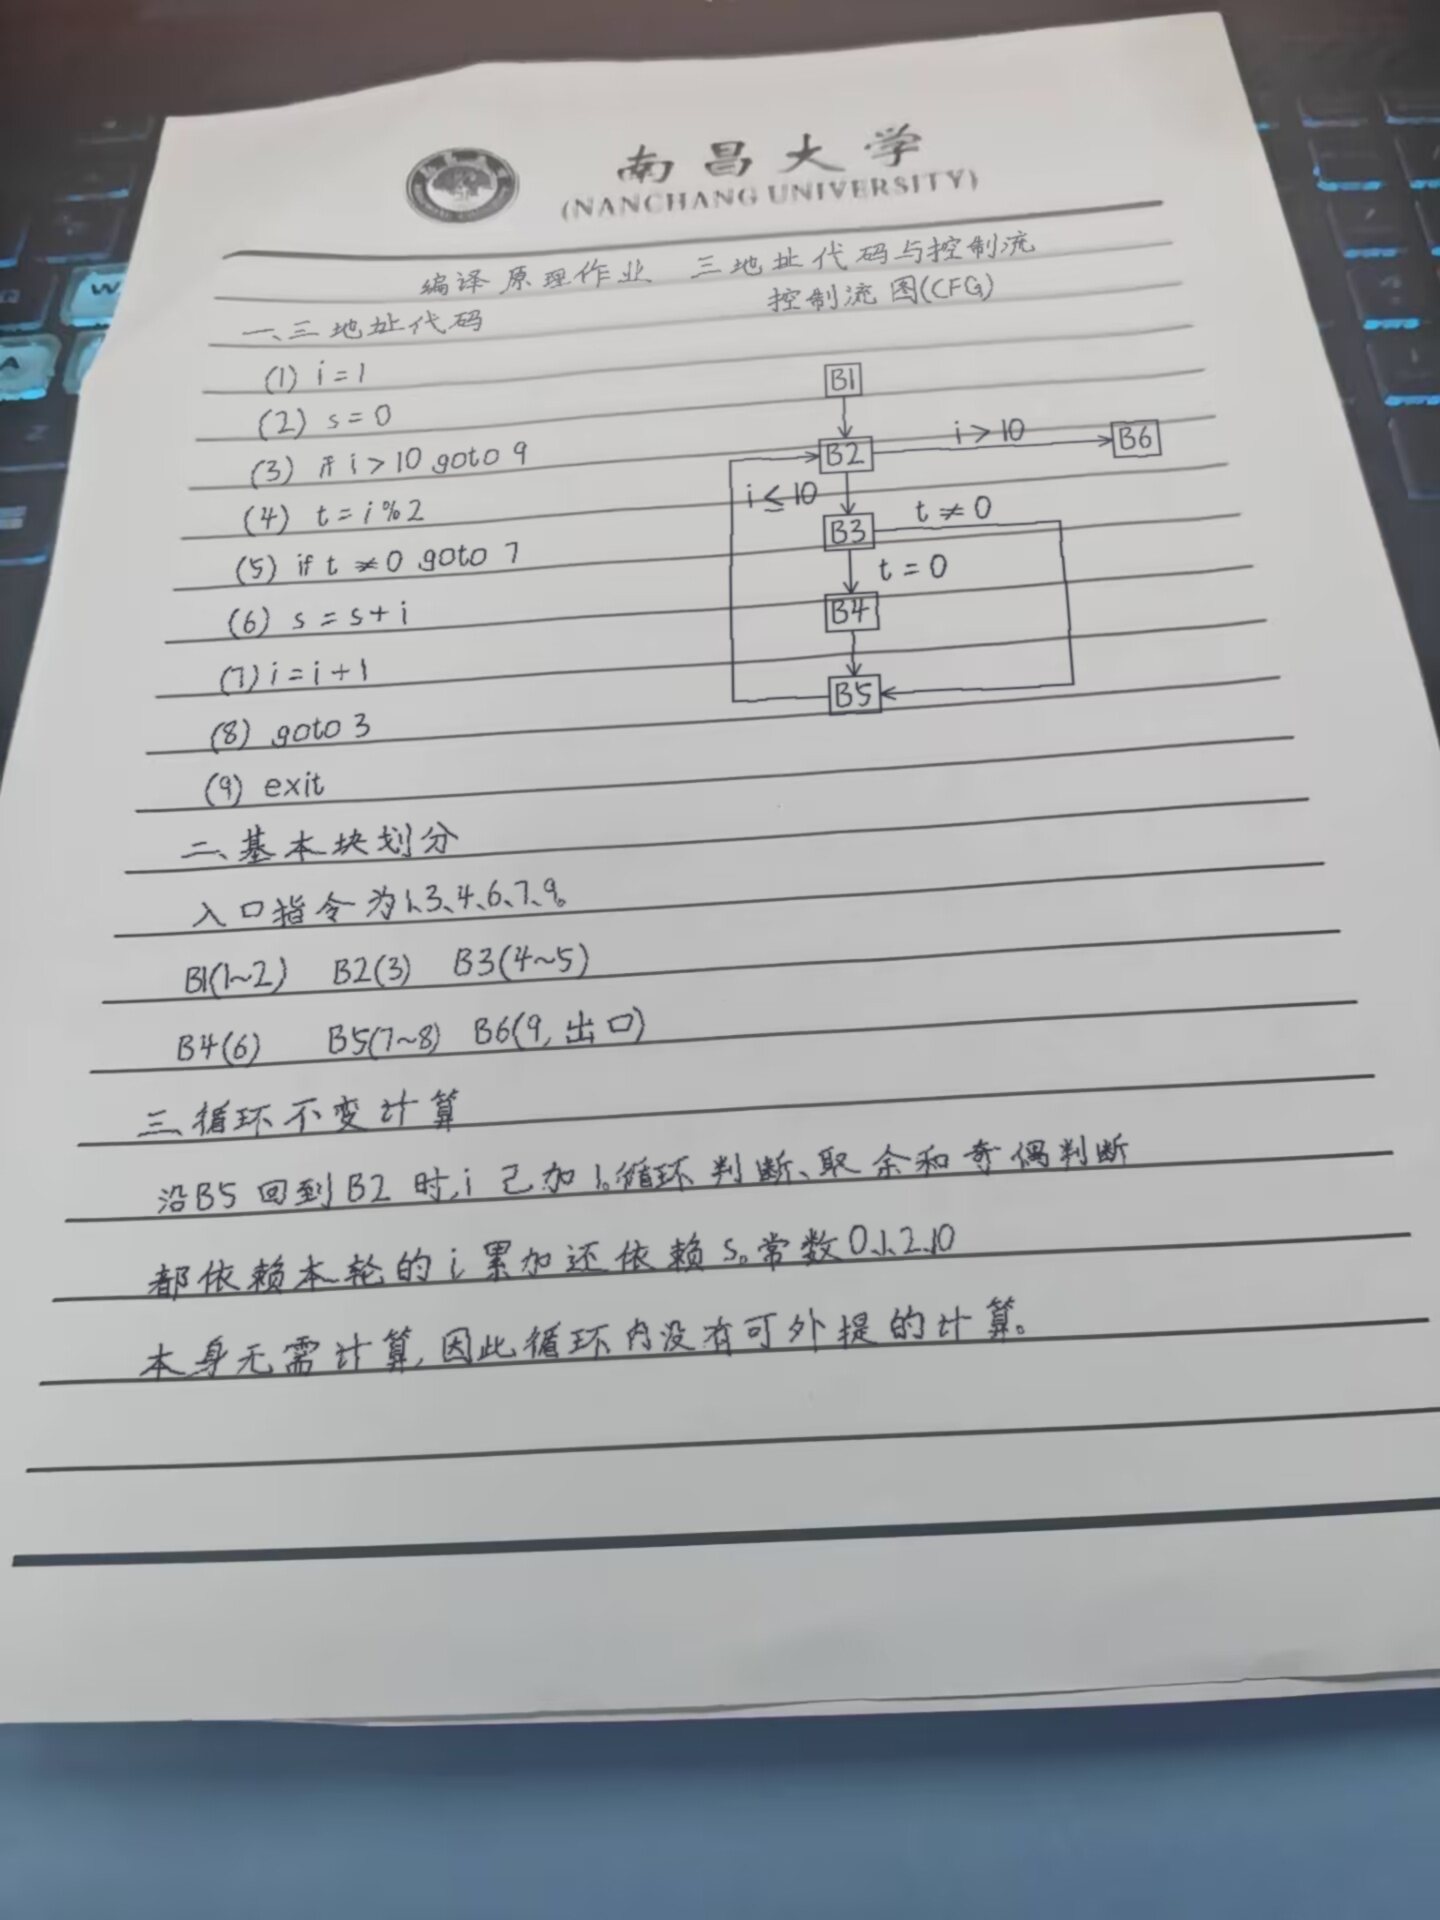 南昌大学
(NANCHANG UNIVERSITY)
编译原理作业 三地址代码与控制流
控制流图(CFG)
一、三地址代码
(1) i = 1
(2) s = 0
(3) if i > 10 goto 9
(4) t = i % 2
(5) if t ≠ 0 goto 7
(6) s = s + i
(7) i = i + 1
(8) goto 3
(9) exit
B1
B2
i > 10
B6
i ≤ 10
B3
t ≠ 0
t = 0
B4
B5
二、基本块划分
入口指令为1、3、4、6、7、9。
B1(1~2) B2(3) B3(4~5)
B4(6) B5(7~8) B6(9,出口)
三、循环不变计算
沿B5回到B2时,i已加1。循环判断、取余和奇偶判断
都依赖本轮的i累加还依赖s。常数0、1、2、10
本身无需计算,因此循环内没有可外提的计算。
W
A